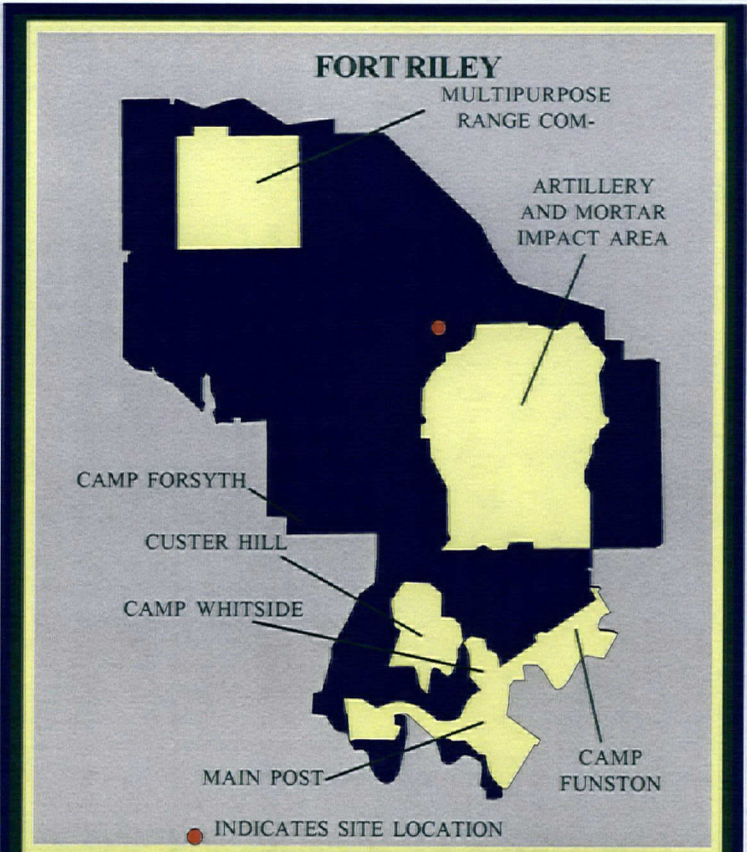 FORT RILEY
MULTIPURPOSE
RANGE COM-
ARTILLERY
AND MORTAR
IMPACT AREA
CAMP FORSYTH
CUSTER HILL
CAMP WHITSIDE
MAIN POST
CAMP
FUNSTON
INDICATES SITE LOCATION